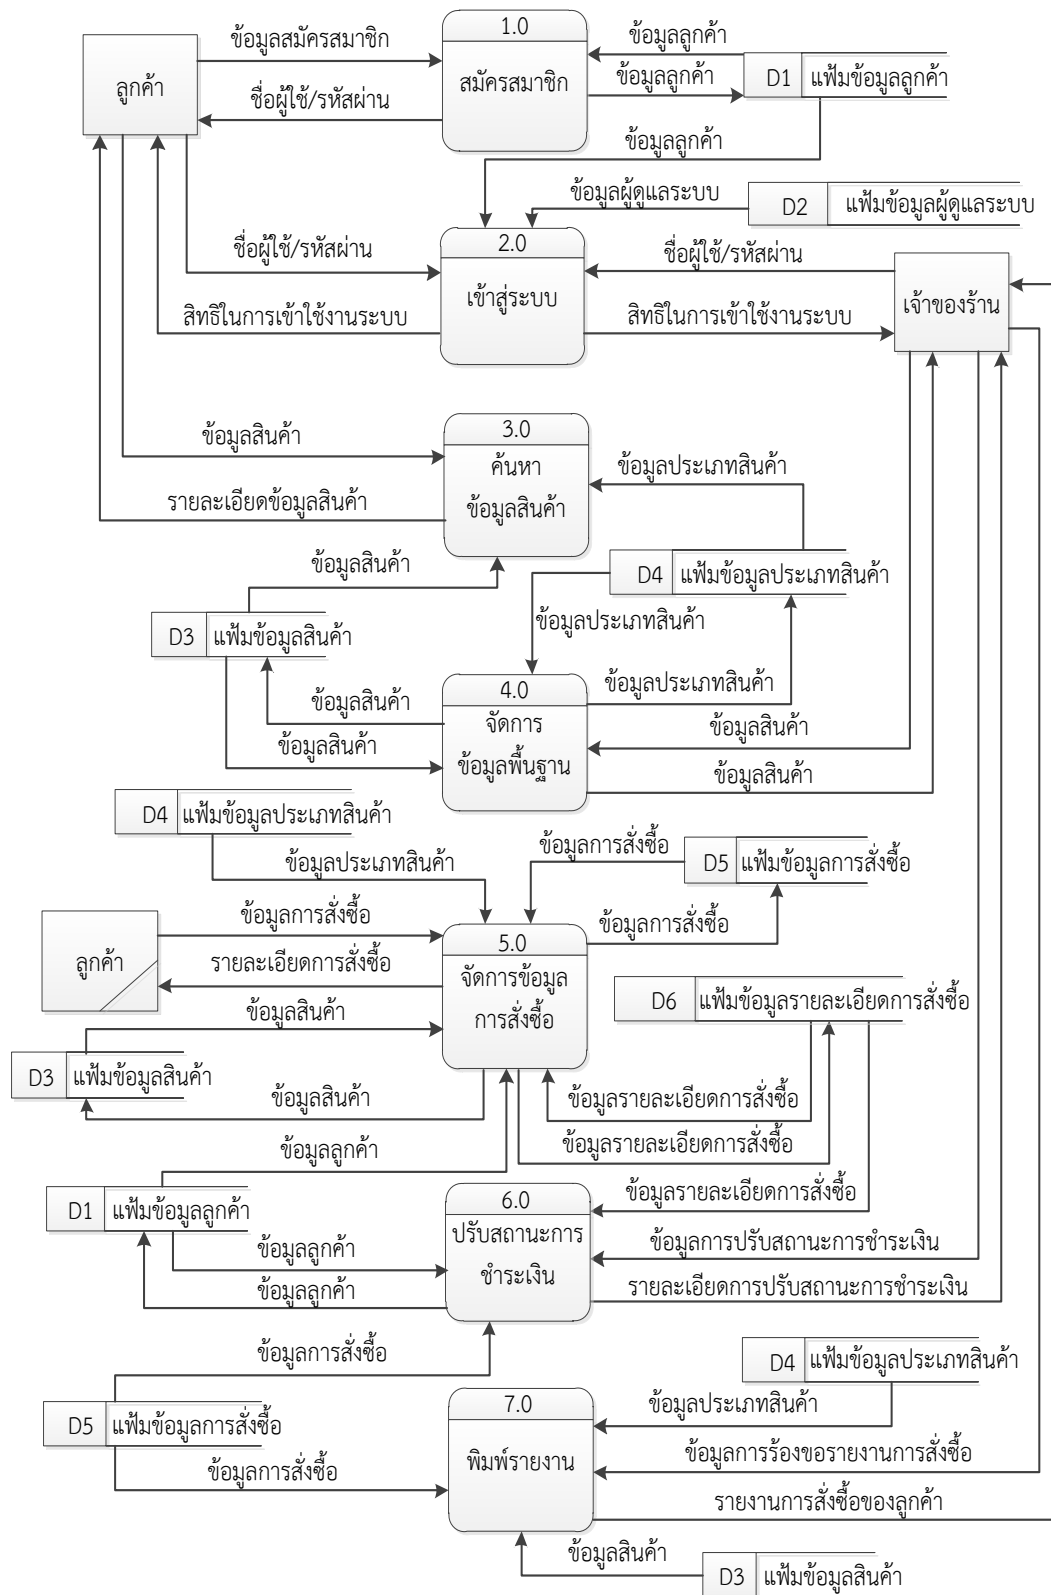 1.0
ข้อมูลสมัครสมาชิก
ข้อมูลลูกค้า
ลูกค้า
สมัครสมาชิก
ข้อมูลลูกค้า
D1 แฟ้มข้อมูลลูกค้า
ชื่อผู้ใช้/รหัสผ่าน
ข้อมูลลูกค้า
ข้อมูลผู้ดูแลระบบ
D2 แฟ้มข้อมูลผู้ดูแลระบบ
2.0
ชื่อผู้ใช้/รหัสผ่าน
ชื่อผู้ใช้/รหัสผ่าน
เข้าสู่ระบบ
เจ้าของร้าน
สิทธิในการเข้าใช้งานระบบ
สิทธิในการเข้าใช้งานระบบ
3.0
ข้อมูลสินค้า
ค้นหา
ข้อมูลสินค้า
ข้อมูลประเภทสินค้า
รายละเอียดข้อมูลสินค้า
ข้อมูลสินค้า
D4 แฟ้มข้อมูลประเภทสินค้า
ข้อมูลประเภทสินค้า
D3 แฟ้มข้อมูลสินค้า
4.0
ข้อมูลประเภทสินค้า
ข้อมูลสินค้า
จัดการ
ข้อมูลพื้นฐาน
ข้อมูลสินค้า
ข้อมูลสินค้า
ข้อมูลสินค้า
D4 แฟ้มข้อมูลประเภทสินค้า
ข้อมูลประเภทสินค้า
ข้อมูลการสั่งซื้อ
D5 แฟ้มข้อมูลการสั่งซื้อ
ข้อมูลการสั่งซื้อ
ข้อมูลการสั่งซื้อ
5.0
ลูกค้า
รายละเอียดการสั่งซื้อ
จัดการข้อมูล
การสั่งซื้อ
D6 แฟ้มข้อมูลรายละเอียดการสั่งซื้อ
ข้อมูลสินค้า
D3 แฟ้มข้อมูลสินค้า
ข้อมูลสินค้า
ข้อมูลรายละเอียดการสั่งซื้อ
ข้อมูลรายละเอียดการสั่งซื้อ
ข้อมูลลูกค้า
ข้อมูลรายละเอียดการสั่งซื้อ
D1 แฟ้มข้อมูลลูกค้า
6.0
ปรับสถานะการ
ชำระเงิน
ข้อมูลลูกค้า
ข้อมูลการปรับสถานะการชำระเงิน
ข้อมูลลูกค้า
รายละเอียดการปรับสถานะการชำระเงิน
ข้อมูลการสั่งซื้อ
D4 แฟ้มข้อมูลประเภทสินค้า
ข้อมูลประเภทสินค้า
D5 แฟ้มข้อมูลการสั่งซื้อ
7.0
พิมพ์รายงาน
ข้อมูลการร้องขอรายงานการสั่งซื้อ
ข้อมูลการสั่งซื้อ
รายงานการสั่งซื้อของลูกค้า
ข้อมูลสินค้า
D3 แฟ้มข้อมูลสินค้า